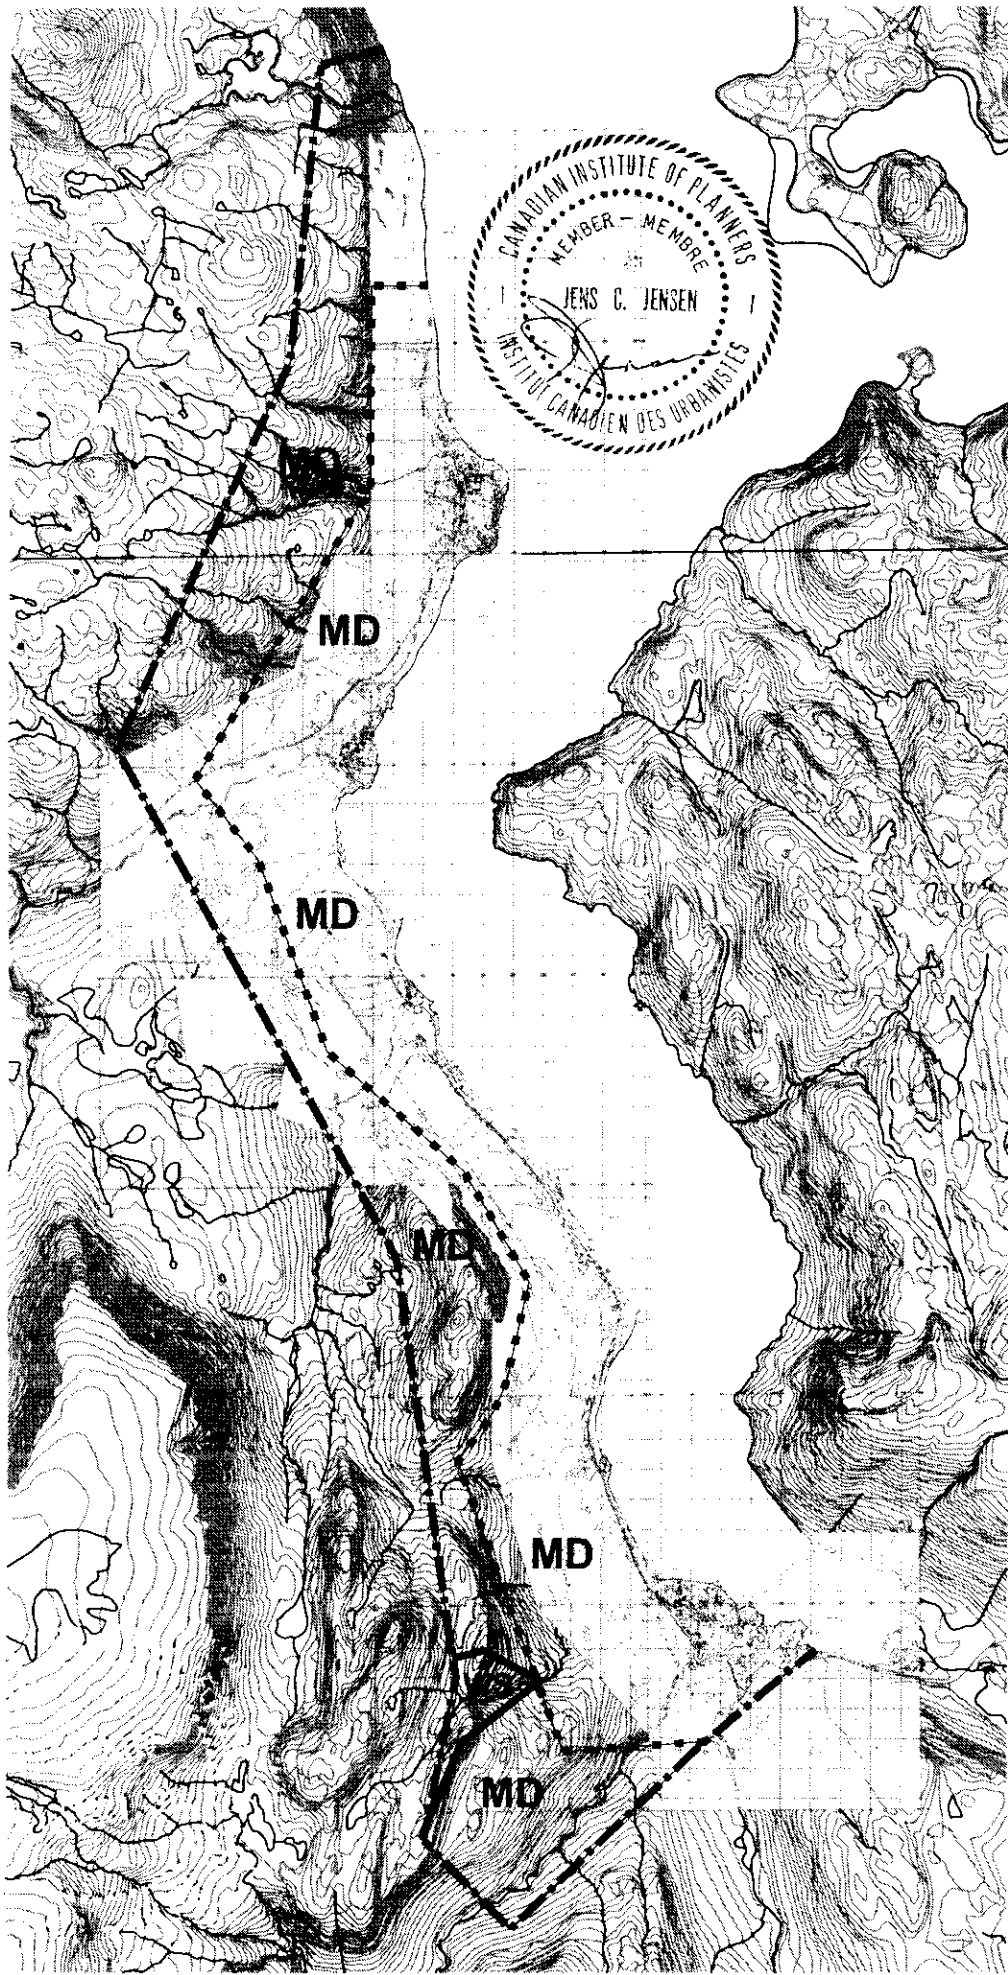 CANADIAN INSTITUTE OF PLANNERS
MEMBER - MEMBRE
JENS C. JENSEN
INSTITUT CANADIEN DES URBANISTES
MD
MD
MD
MD
MD
MD